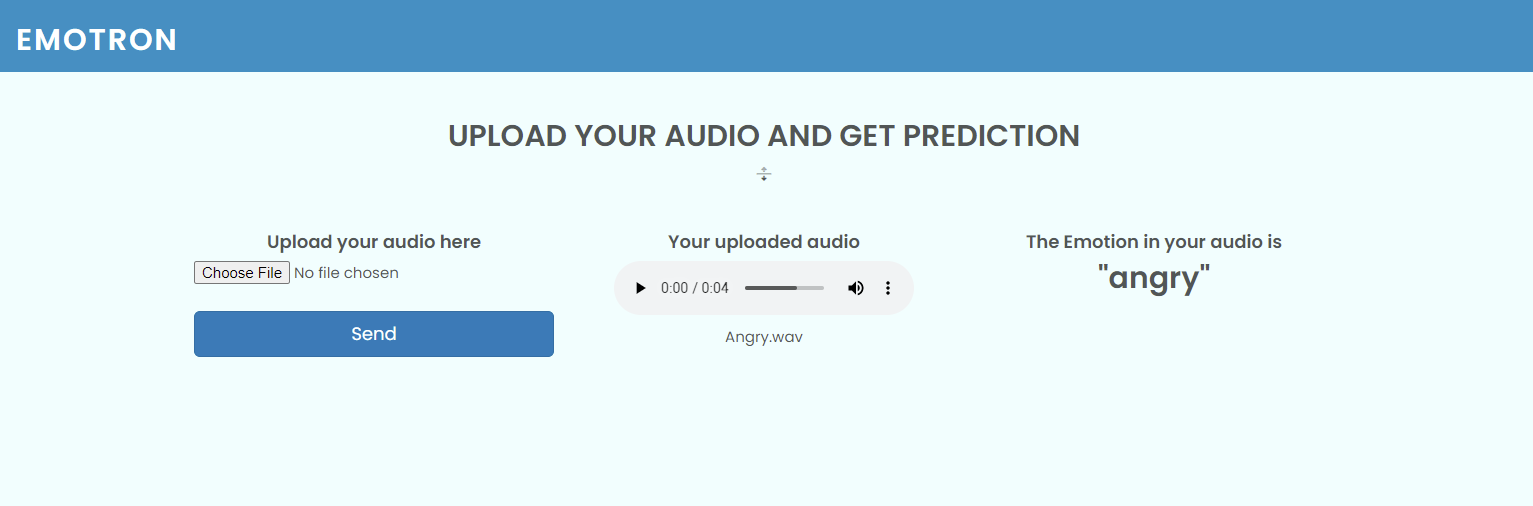 EMOTRON
UPLOAD YOUR AUDIO AND GET PREDICTION
Upload your audio here
Choose File No file chosen
Send
Your uploaded audio
0:00 / 0:04
Angry.wav
The Emotion in your audio is
"angry"